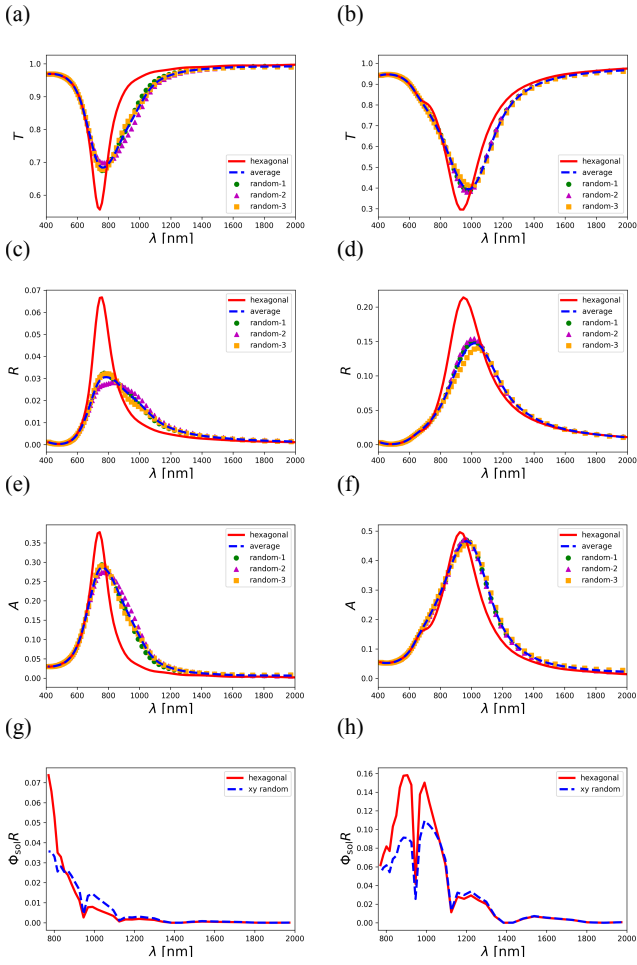 (a)
(b)
1.0
0.9
0.8
0.7
0.6
T
hexagonal
average
random-1
random-2
random-3
400 600 800 1000 1200 1400 1600 1800 2000
λ [nm]
1.0
0.9
0.8
0.7
0.6
0.5
0.4
0.3
T
hexagonal
average
random-1
random-2
random-3
400 600 800 1000 1200 1400 1600 1800 2000
λ [nm]
(c)
(d)
0.07
0.06
0.05
0.04
0.03
0.02
0.01
0.00
R
hexagonal
average
random-1
random-2
random-3
400 600 800 1000 1200 1400 1600 1800 2000
λ [nm]
0.20
0.15
0.10
0.05
0.00
R
hexagonal
average
random-1
random-2
random-3
400 600 800 1000 1200 1400 1600 1800 2000
λ [nm]
(e)
(f)
0.35
0.30
0.25
0.20
0.15
0.10
0.05
0.00
A
hexagonal
average
random-1
random-2
random-3
400 600 800 1000 1200 1400 1600 1800 2000
λ [nm]
0.5
0.4
0.3
0.2
0.1
0.0
A
hexagonal
average
random-1
random-2
random-3
400 600 800 1000 1200 1400 1600 1800 2000
λ [nm]
(g)
(h)
0.07
0.06
0.05
0.04
0.03
0.02
0.01
0.00
Φsol R
hexagonal
xy random
800 1000 1200 1400 1600 1800 2000
λ [nm]
0.16
0.14
0.12
0.10
0.08
0.06
0.04
0.02
0.00
Φsol R
hexagonal
xy random
800 1000 1200 1400 1600 1800 2000
λ [nm]